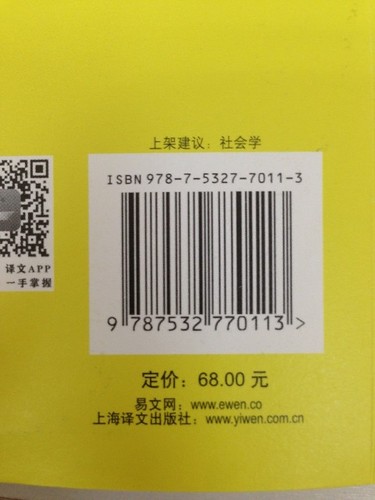 上架建议：社会学
ISBN 978-7-5327-7011-3
9 787532 770113 >
译文APP
一手掌握
定价：68.00 元
易文网：www.ewen.co
上海译文出版社：www.yiwen.com.cn